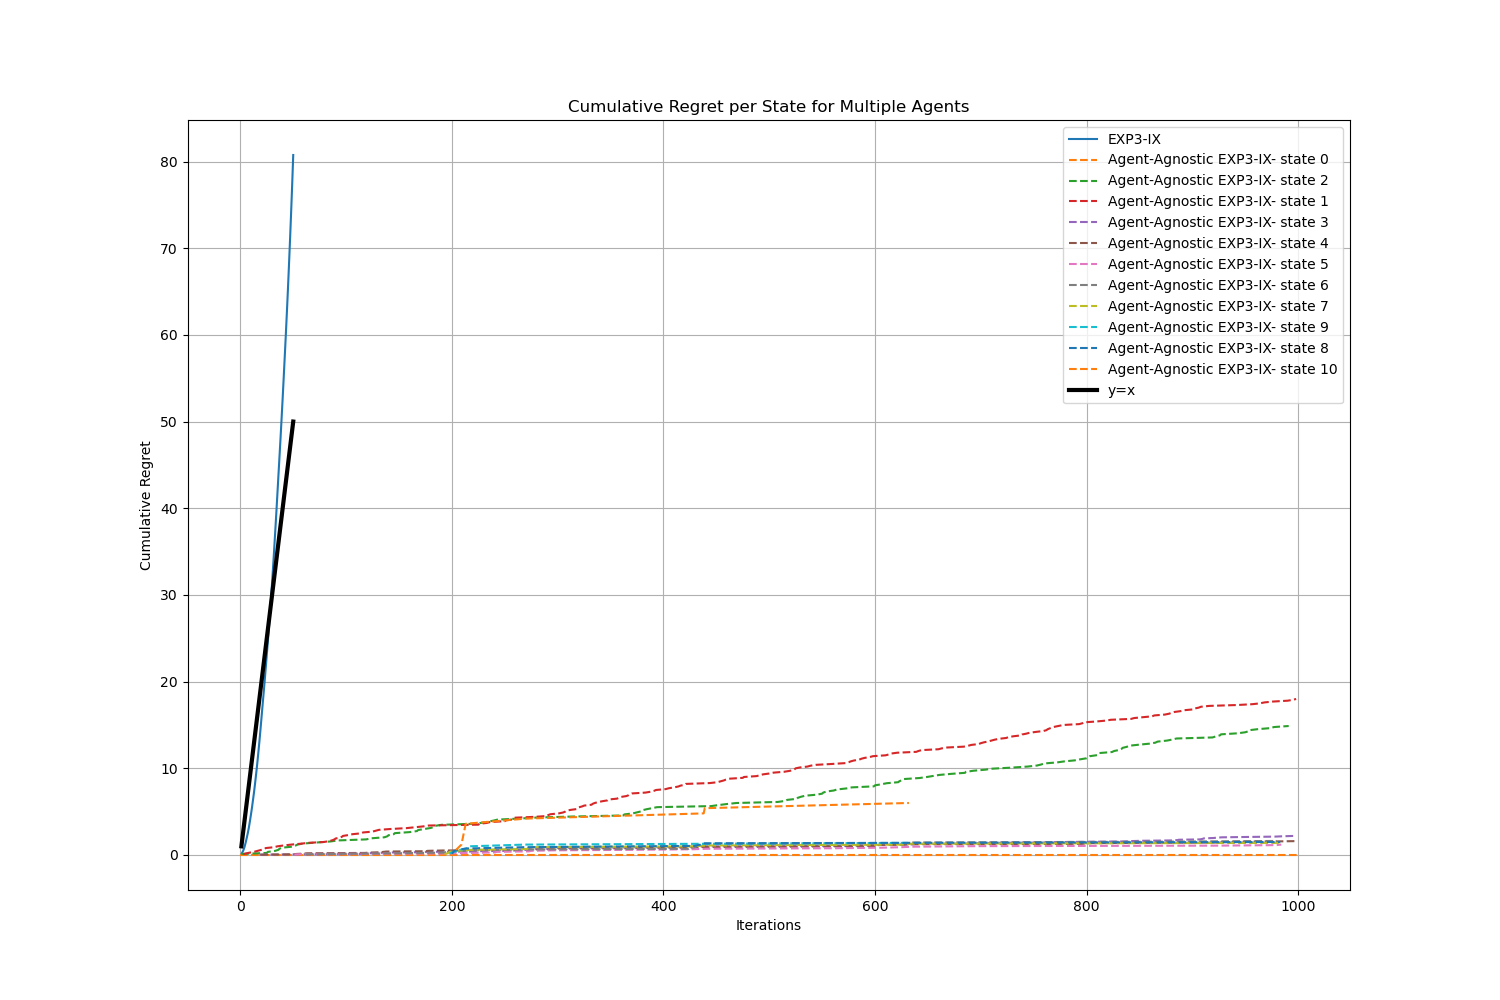 Cumulative Regret per State for Multiple Agents
EXP3-IX
Agent-Agnostic EXP3-IX- state 0
Agent-Agnostic EXP3-IX- state 2
Agent-Agnostic EXP3-IX- state 1
Agent-Agnostic EXP3-IX- state 3
Agent-Agnostic EXP3-IX- state 4
Agent-Agnostic EXP3-IX- state 5
Agent-Agnostic EXP3-IX- state 6
Agent-Agnostic EXP3-IX- state 7
Agent-Agnostic EXP3-IX- state 9
Agent-Agnostic EXP3-IX- state 8
Agent-Agnostic EXP3-IX- state 10
y=x
Cumulative Regret
80
70
60
50
40
30
20
10
0
0 200 400 600 800 1000
Iterations